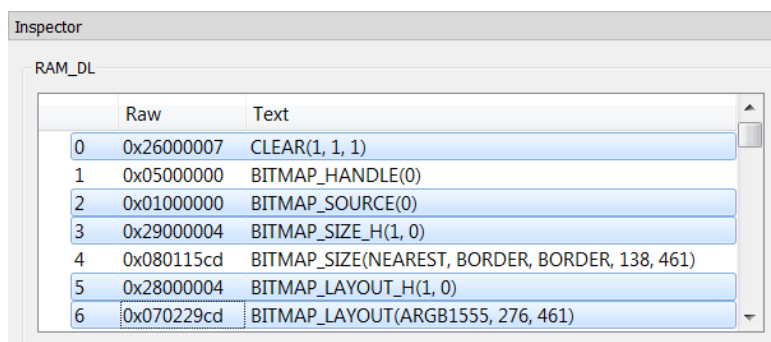 Inspector
RAM_DL
Raw Text
0 0x26000007 CLEAR(1, 1, 1)
1 0x05000000 BITMAP_HANDLE(0)
2 0x01000000 BITMAP_SOURCE(0)
3 0x29000004 BITMAP_SIZE_H(1, 0)
4 0x080115cd BITMAP_SIZE(NEAREST, BORDER, BORDER, 138, 461)
5 0x28000004 BITMAP_LAYOUT_H(1, 0)
6 0x070229cd BITMAP_LAYOUT(ARGB1555, 276, 461)